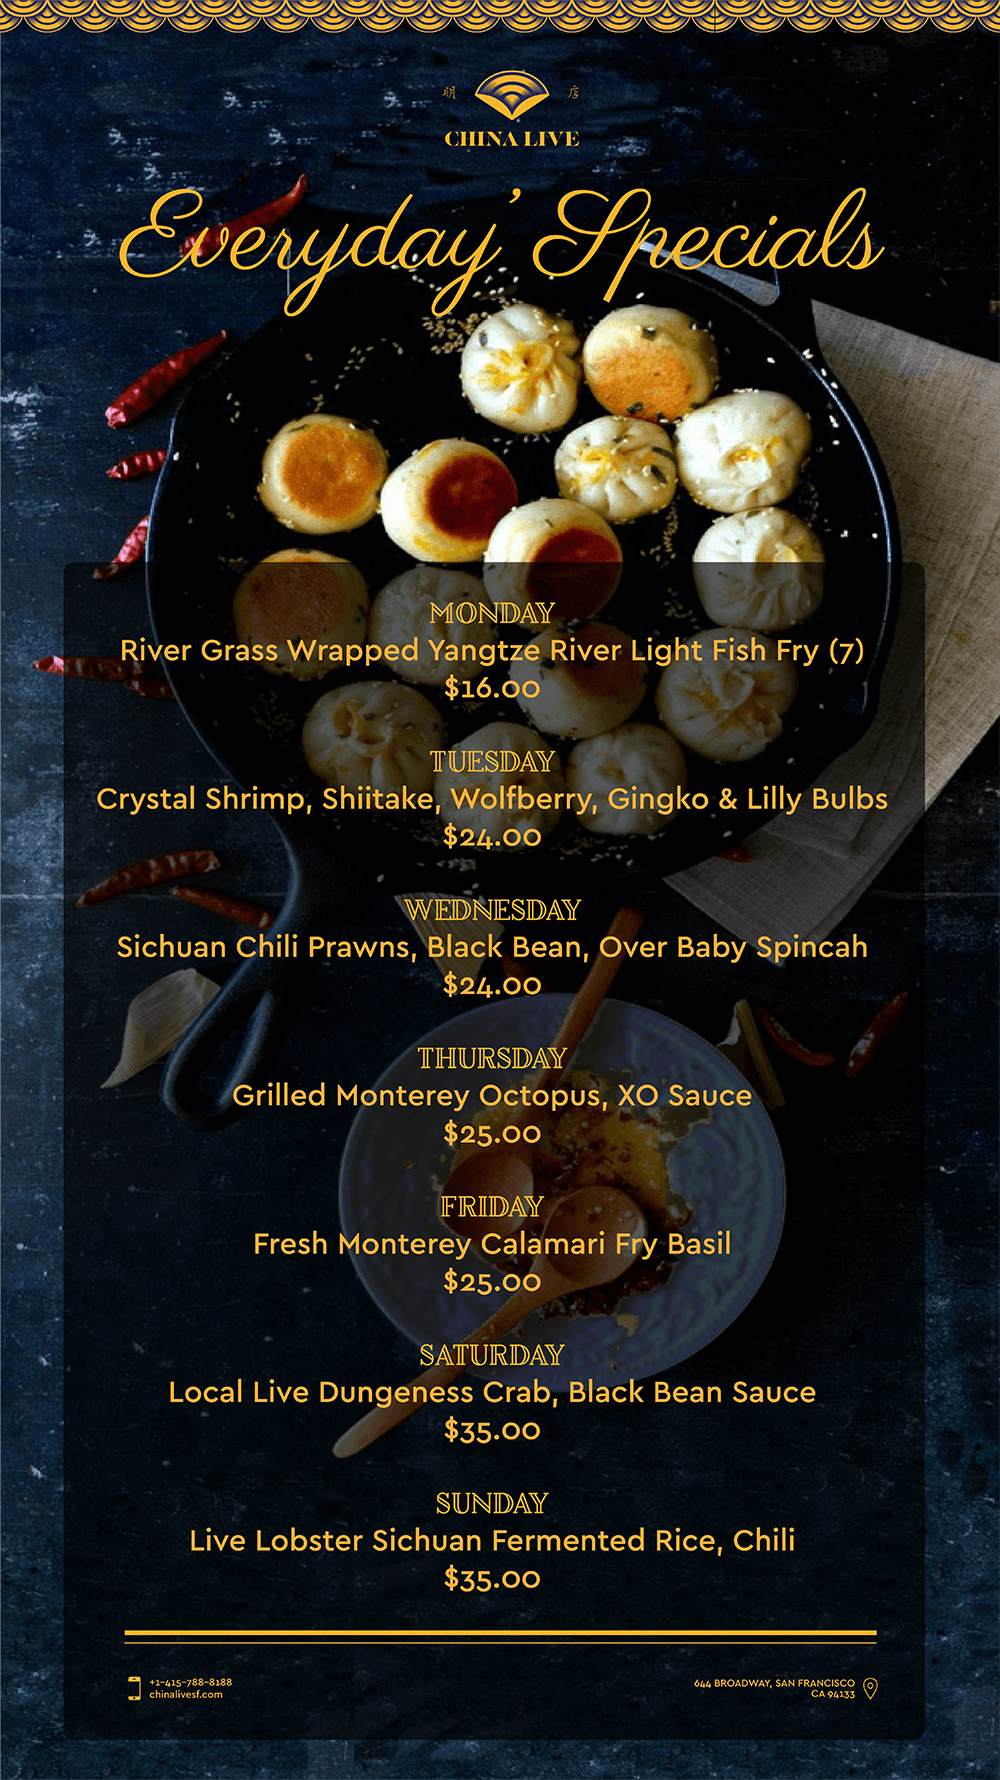 明 店
CHINA LIVE
Everyday' Specials
MONDAY
River Grass Wrapped Yangtze River Light Fish Fry (7)
$16.00
TUESDAY
Crystal Shrimp, Shiitake, Wolfberry, Gingko & Lilly Bulbs
$24.00
WEDNESDAY
Sichuan Chili Prawns, Black Bean, Over Baby Spincah
$24.00
THURSDAY
Grilled Monterey Octopus, XO Sauce
$25.00
FRIDAY
Fresh Monterey Calamari Fry Basil
$25.00
SATURDAY
Local Live Dungeness Crab, Black Bean Sauce
$35.00
SUNDAY
Live Lobster Sichuan Fermented Rice, Chili
$35.00
+1-415-788-8188
chinalivesf.com
644 BROADWAY, SAN FRANCISCO
CA 94133